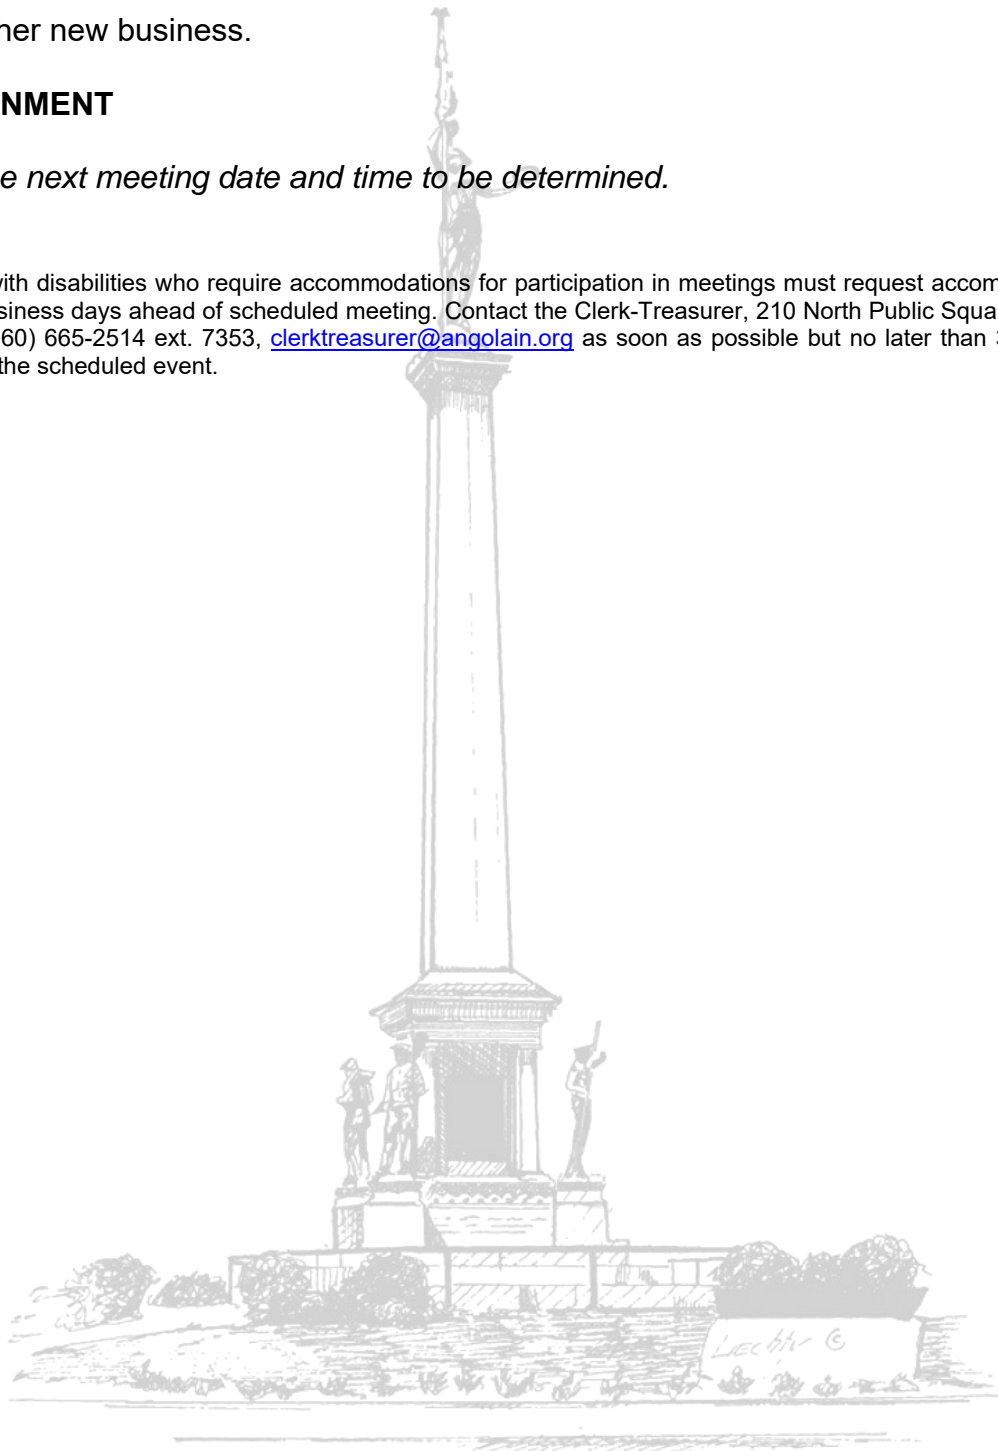 ner new business.
NMENT
e next meeting date and time to be determined.
with disabilities who require accommodations for participation in meetings must request accom
siness days ahead of scheduled meeting. Contact the Clerk-Treasurer, 210 North Public Squa
60) 665-2514 ext. 7353, clerktreasurer@angolain.org as soon as possible but no later than 3
the scheduled event.